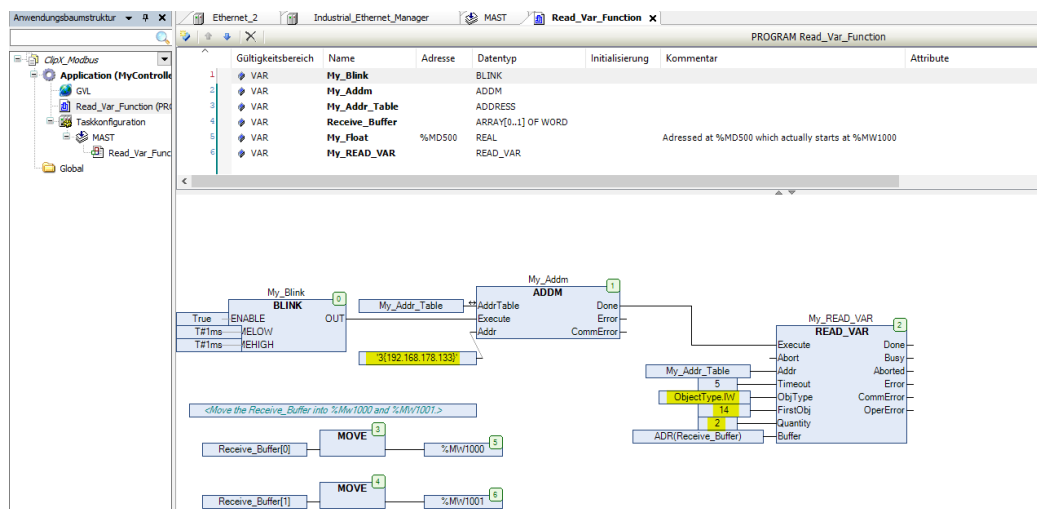 Anwendungsbaumstruktur
Ethernet_2
Industrial_Ethernet_Manager
MAST
Read_Var_Function
PROGRAM Read_Var_Function
ClipX_Modbus
Application (MyControlle
GVL
Read_Var_Function (PR
Taskkonfiguration
MAST
Read_Var_Func
Global
Gültigkeitsbereich Name Adresse Datentyp Initialisierung Kommentar Attribute
1 VAR My_Blink BLINK
2 VAR My_Addm ADDM
3 VAR My_Addr_Table ADDRESS
4 VAR Receive_Buffer ARRAY[0..1] OF WORD
5 VAR My_Float %MD500 REAL Adressed at %MD500 which actually starts at %MW1000
6 VAR My_READ_VAR READ_VAR
My_Blink
BLINK 0
True ENABLE OUT
T#1ms MELOW
T#1ms MEHIGH
My_Addm
ADDM 1
My_Addr_Table AddrTable Done
Execute Error
Addr CommError
'3{192.168.178.133}'
My_READ_VAR
READ_VAR 2
Execute Done
Abort Busy
My_Addr_Table Addr Aborted
5 Timeout Error
ObjectType.IW ObjType CommError
14 FirstObj OperError
2 Quantity
ADR(Receive_Buffer) Buffer
<Move the Receive_Buffer into %Mw1000 and %MW1001.>
Receive_Buffer[0] MOVE 3 %MW1000 5
Receive_Buffer[1] MOVE 4 %MW1001 6